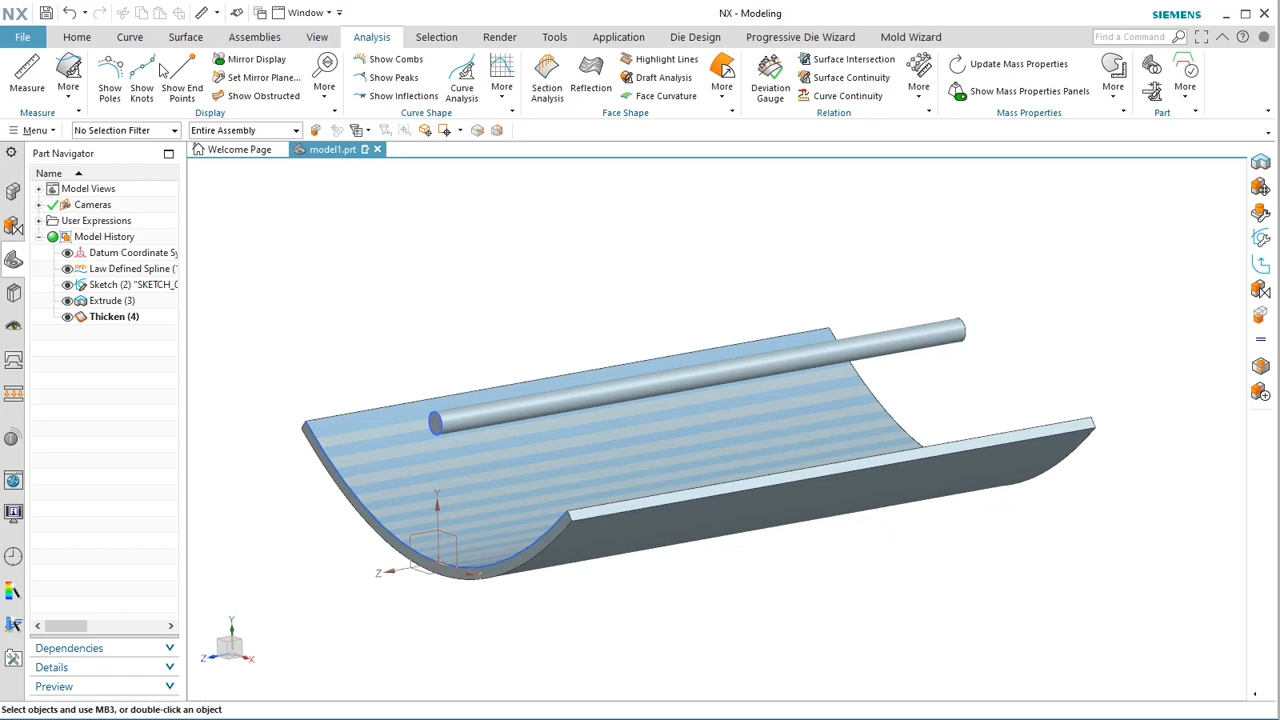 NX
Window
NX - Modeling
SIEMENS
File
Home
Curve
Surface
Assemblies
View
Analysis
Selection
Render
Tools
Application
Die Design
Progressive Die Wizard
Mold Wizard
Find a Command
Measure
More
Show Poles
Show Knots
Show End Points
Mirror Display
Set Mirror Plane...
Show Obstructed
More
Show Combs
Show Peaks
Show Inflections
Curve Analysis
More
Section Analysis
Reflection
Highlight Lines
Draft Analysis
Face Curvature
More
Deviation Gauge
Surface Intersection
Surface Continuity
Curve Continuity
More
Update Mass Properties
Show Mass Properties Panels
More
More
Measure
Display
Curve Shape
Face Shape
Relation
Mass Properties
Part
Menu
No Selection Filter
Entire Assembly
Part Navigator
Welcome Page
model1.prt
Name
Model Views
Cameras
User Expressions
Model History
Datum Coordinate Sy
Law Defined Spline (
Sketch (2) "SKETCH_0
Extrude (3)
Thicken (4)
Y
Z
Y
Z
X
Dependencies
Details
Preview
Select objects and use MB3, or double-click an object